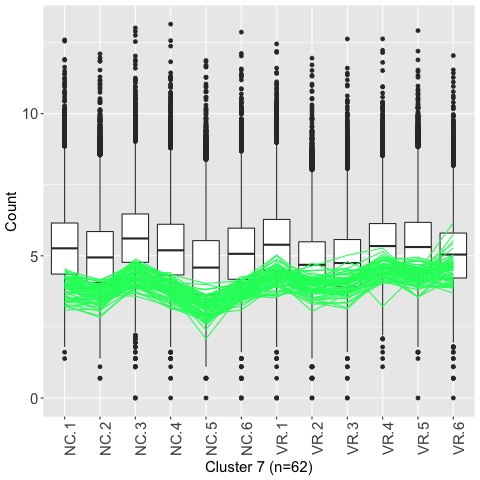 Count
10
5
0
NC.1
NC.2
NC.3
NC.4
NC.5
NC.6
VR.1
VR.2
VR.3
VR.4
VR.5
VR.6
Cluster 7 (n=62)